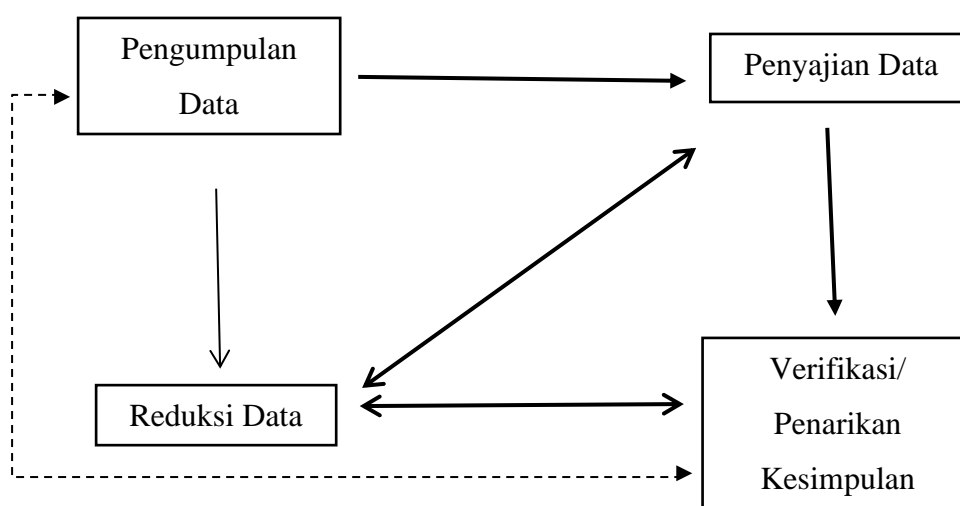 Pengumpulan
Data
Penyajian Data
Reduksi Data
Verifikasi/
Penarikan
Kesimpulan